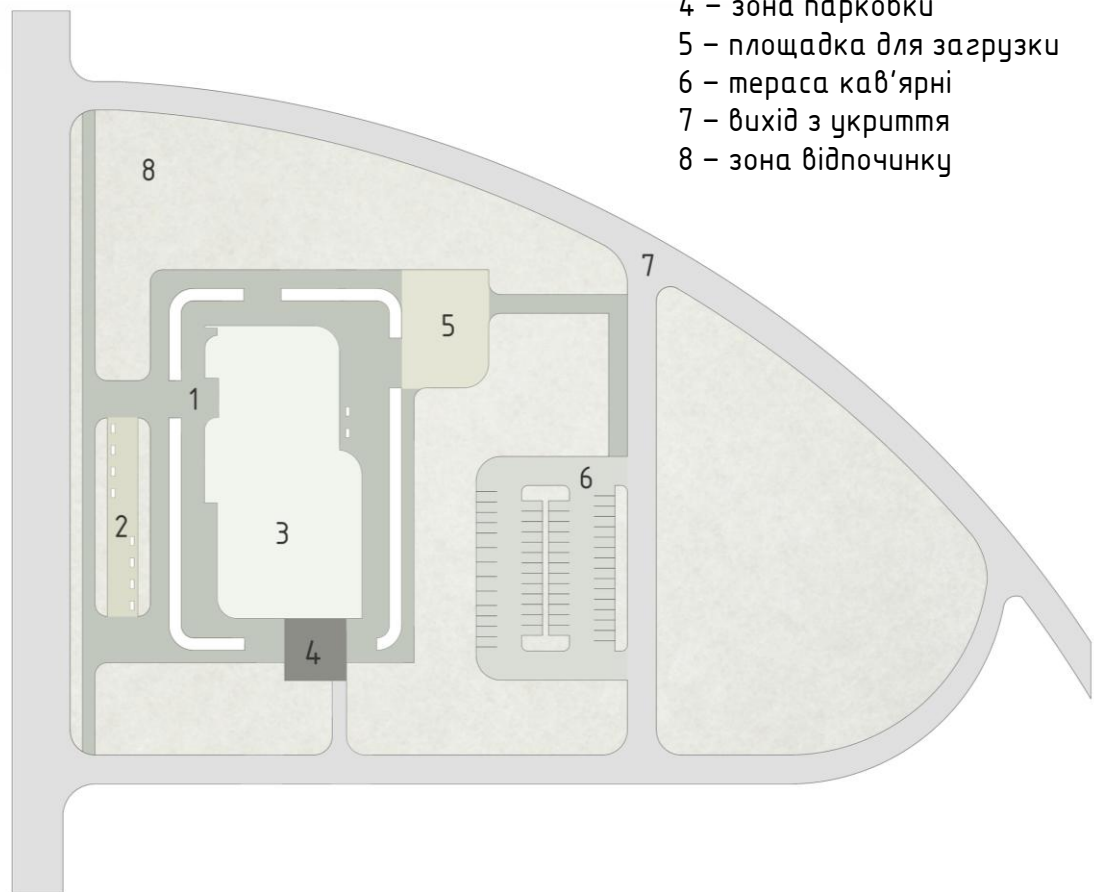 4 – зона парковки
5 – площадка для загрузки
6 – тераса кав'ярні
7 – вихід з укриття
8 – зона відпочинку
8
7
5
1
6
2
3
4